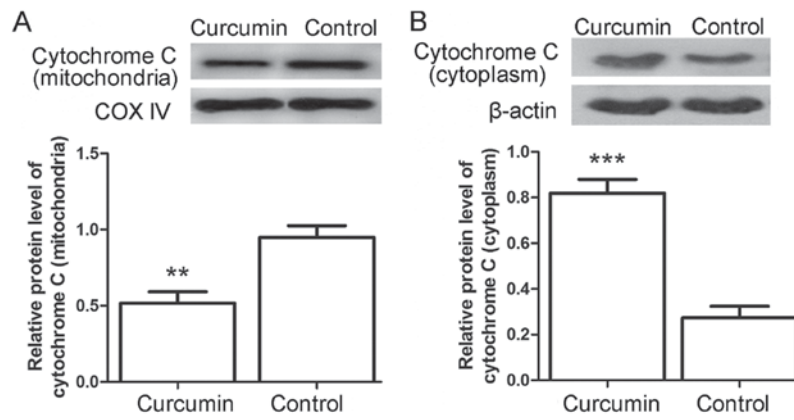 A
Curcumin Control
Cytochrome C
(mitochondria)
COX IV
Relative protein level of
cytochrome C (mitochondria)
1.5
1.0
0.5
0.0
**
Curcumin Control
B
Curcumin Control
Cytochrome C
(cytoplasm)
β-actin
Relative protein level of
cytochrome C (cytoplasm)
1.0
0.8
0.6
0.4
0.2
0.0
***
Curcumin Control